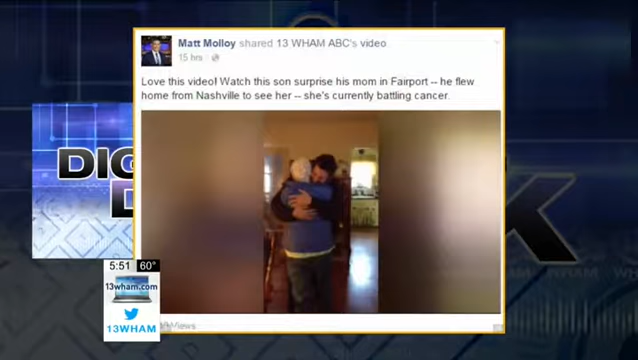 Matt Molloy shared 13 WHAM ABC's video
15 hrs
Love this video! Watch this son surprise his mom in Fairport -- he flew
home from Nashville to see her -- she's currently battling cancer.
DIG
D
K
5:51 60°
13wham.com
13WHAM
Views
WHAM